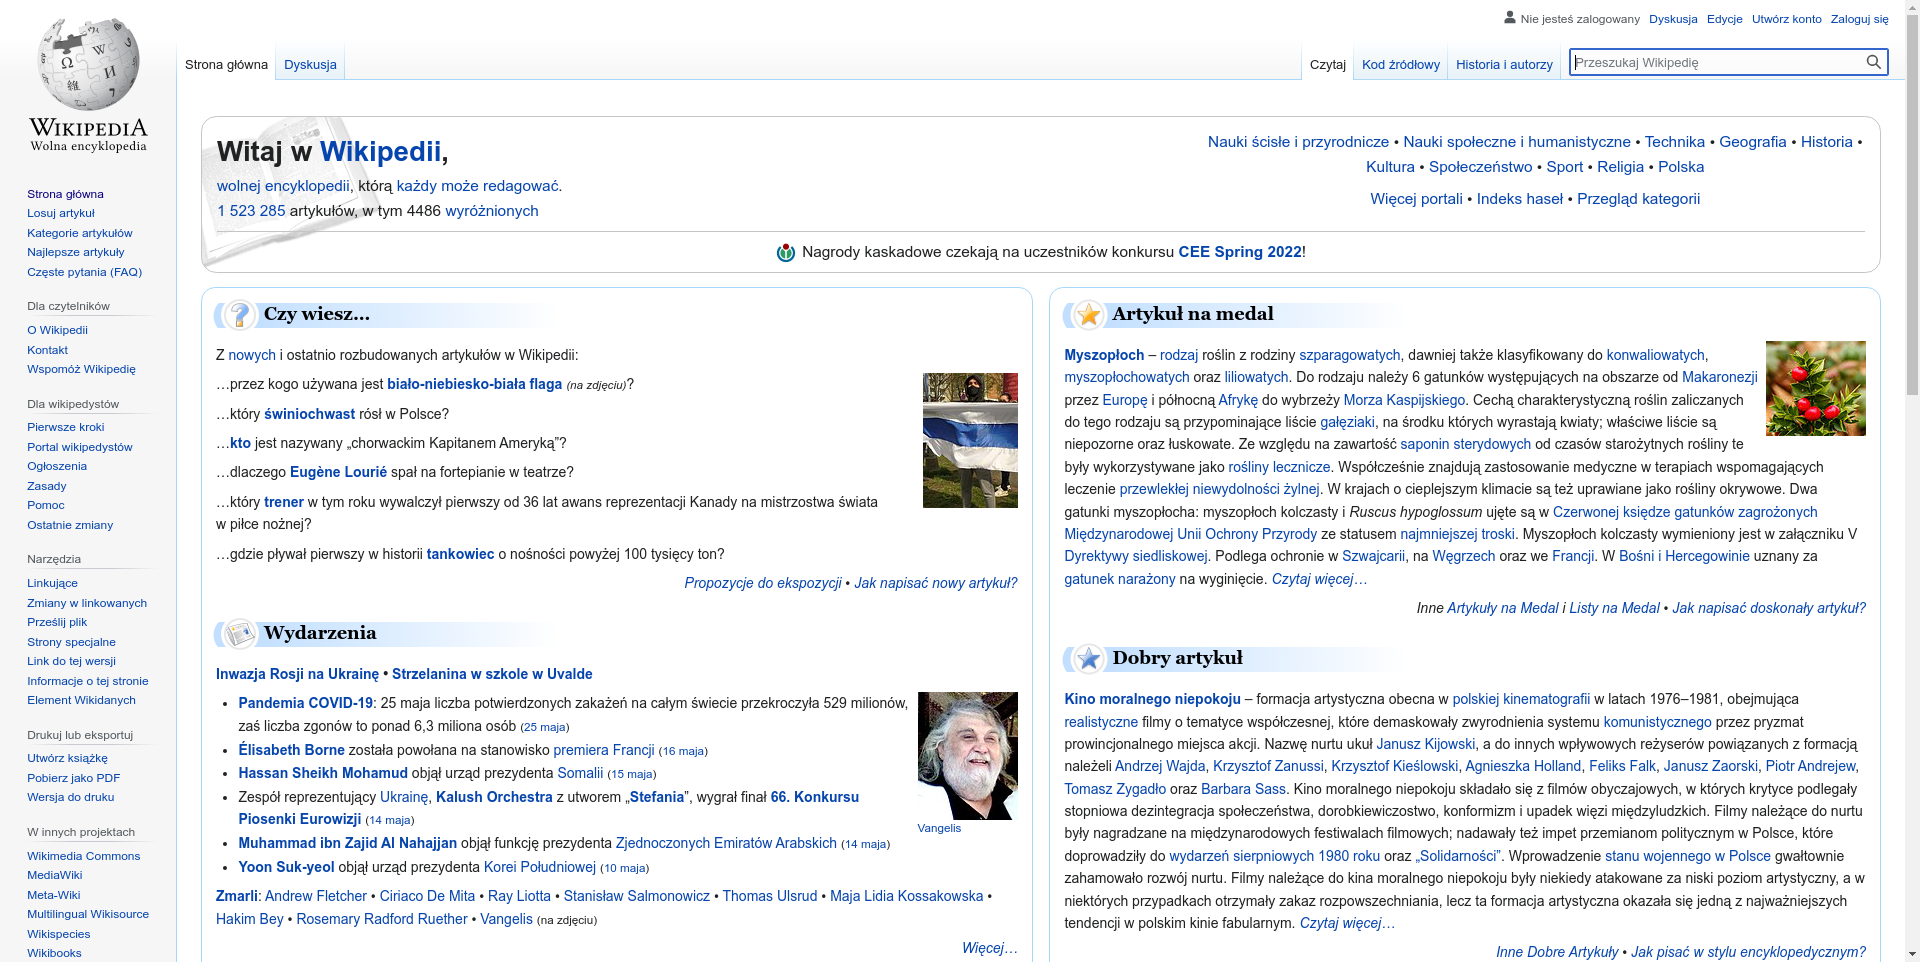 Nie jesteś zalogowany Dyskusja Edycje Utwórz konto Zaloguj się
Strona główna Dyskusja Czytaj Kod źródłowy Historia i autorzy Przeszukaj Wikipedię
WIKIPEDIA
Wolna encyklopedia
Strona główna
Losuj artykuł
Kategorie artykułów
Najlepsze artykuły
Częste pytania (FAQ)
Dla czytelników
O Wikipedii
Kontakt
Wspomóż Wikipedię
Dla wikipedystów
Pierwsze kroki
Portal wikipedystów
Ogłoszenia
Zasady
Pomoc
Ostatnie zmiany
Narzędzia
Linkujące
Zmiany w linkowanych
Prześlij plik
Strony specjalne
Link do tej wersji
Informacje o tej stronie
Element Wikidanych
Drukuj lub eksportuj
Utwórz książkę
Pobierz jako PDF
Wersja do druku
W innych projektach
Wikimedia Commons
MediaWiki
Meta-Wiki
Multilingual Wikisource
Wikispecies
Wikibooks
Witaj w Wikipedii,
wolnej encyklopedii, którą każdy może redagować.
1 523 285 artykułów, w tym 4486 wyróżnionych
Nauki ścisłe i przyrodnicze • Nauki społeczne i humanistyczne • Technika • Geografia • Historia •
Kultura • Społeczeństwo • Sport • Religia • Polska
Więcej portali • Indeks haseł • Przegląd kategorii
Nagrody kaskadowe czekają na uczestników konkursu CEE Spring 2022!
Czy wiesz...
Z nowych i ostatnio rozbudowanych artykułów w Wikipedii:
…przez kogo używana jest biało-niebiesko-biała flaga (na zdjęciu)?
…który świniochwast rósł w Polsce?
…kto jest nazywany „chorwackim Kapitanem Ameryką”?
…dlaczego Eugène Lourié spał na fortepianie w teatrze?
…który trener w tym roku wywalczył pierwszy od 36 lat awans reprezentacji Kanady na mistrzostwa świata
w piłce nożnej?
…gdzie pływał pierwszy w historii tankowiec o nośności powyżej 100 tysięcy ton?
Propozycje do ekspozycji • Jak napisać nowy artykuł?
Wydarzenia
Inwazja Rosji na Ukrainę • Strzelanina w szkole w Uvalde
• Pandemia COVID-19: 25 maja liczba potwierdzonych zakażeń na całym świecie przekroczyła 529 milionów,
zaś liczba zgonów to ponad 6,3 miliona osób (25 maja)
• Élisabeth Borne została powołana na stanowisko premiera Francji (16 maja)
• Hassan Sheikh Mohamud objął urząd prezydenta Somalii (15 maja)
• Zespół reprezentujący Ukrainę, Kalush Orchestra z utworem „Stefania”, wygrał finał 66. Konkursu
Piosenki Eurowizji (14 maja)
• Muhammad ibn Zajid Al Nahajjan objął funkcję prezydenta Zjednoczonych Emiratów Arabskich (14 maja)
• Yoon Suk-yeol objął urząd prezydenta Korei Południowej (10 maja)
Vangelis
Zmarli: Andrew Fletcher • Ciriaco De Mita • Ray Liotta • Stanisław Salmonowicz • Thomas Ulsrud • Maja Lidia Kossakowska •
Hakim Bey • Rosemary Radford Ruether • Vangelis (na zdjęciu)
Więcej…
Artykuł na medal
Myszopłoch – rodzaj roślin z rodziny szparagowatych, dawniej także klasyfikowany do konwaliowatych,
myszopłochowatych oraz liliowatych. Do rodzaju należy 6 gatunków występujących na obszarze od Makaronezji
przez Europę i północną Afrykę do wybrzeży Morza Kaspijskiego. Cechą charakterystyczną roślin zaliczanych
do tego rodzaju są przypominające liście gałęziaki, na środku których wyrastają kwiaty; właściwe liście są
niepozorne oraz łuskowate. Ze względu na zawartość saponin sterydowych od czasów starożytnych rośliny te
były wykorzystywane jako rośliny lecznicze. Współcześnie znajdują zastosowanie medyczne w terapiach wspomagających
leczenie przewlekłej niewydolności żylnej. W krajach o cieplejszym klimacie są też uprawiane jako rośliny okrywowe. Dwa
gatunki myszopłocha: myszopłoch kolczasty i Ruscus hypoglossum ujęte są w Czerwonej księdze gatunków zagrożonych
Międzynarodowej Unii Ochrony Przyrody ze statusem najmniejszej troski. Myszopłoch kolczasty wymieniony jest w załączniku V
Dyrektywy siedliskowej. Podlega ochronie w Szwajcarii, na Węgrzech oraz we Francji. W Bośni i Hercegowinie uznany za
gatunek narażony na wyginięcie. Czytaj więcej…
Inne Artykuły na Medal i Listy na Medal • Jak napisać doskonały artykuł?
Dobry artykuł
Kino moralnego niepokoju – formacja artystyczna obecna w polskiej kinematografii w latach 1976–1981, obejmująca
realistyczne filmy o tematyce współczesnej, które demaskowały zwyrodnienia systemu komunistycznego przez pryzmat
prowincjonalnego miejsca akcji. Nazwę nurtu ukuł Janusz Kijowski, a do innych wpływowych reżyserów powiązanych z formacją
należeli Andrzej Wajda, Krzysztof Zanussi, Krzysztof Kieślowski, Agnieszka Holland, Feliks Falk, Janusz Zaorski, Piotr Andrejew,
Tomasz Zygadło oraz Barbara Sass. Kino moralnego niepokoju składało się z filmów obyczajowych, w których krytyce podlegały
stopniowa dezintegracja społeczeństwa, dorobkiewiczostwo, konformizm i upadek więzi międzyludzkich. Filmy należące do nurtu
były nagradzane na międzynarodowych festiwalach filmowych; nadawały też impet przemianom politycznym w Polsce, które
doprowadziły do wydarzeń sierpniowych 1980 roku oraz „Solidarności”. Wprowadzenie stanu wojennego w Polsce gwałtownie
zahamowało rozwój nurtu. Filmy należące do kina moralnego niepokoju były niekiedy atakowane za niski poziom artystyczny, a w
niektórych przypadkach otrzymały zakaz rozpowszechniania, lecz ta formacja artystyczna okazała się jedną z najważniejszych
tendencji w polskim kinie fabularnym. Czytaj więcej…
Inne Dobre Artykuły • Jak pisać w stylu encyklopedycznym?